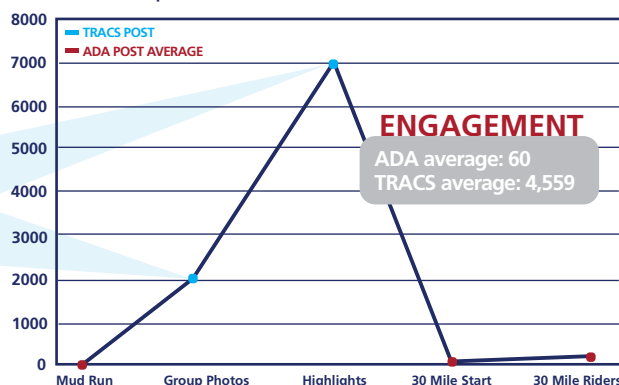 8000
TRACS POST
ADA POST AVERAGE
7000
6000
ENGAGEMENT
5000
ADA average: 60
TRACS average: 4,559
4000
3000
2000
1000
0
Mud Run Group Photos Highlights 30 Mile Start 30 Mile Riders